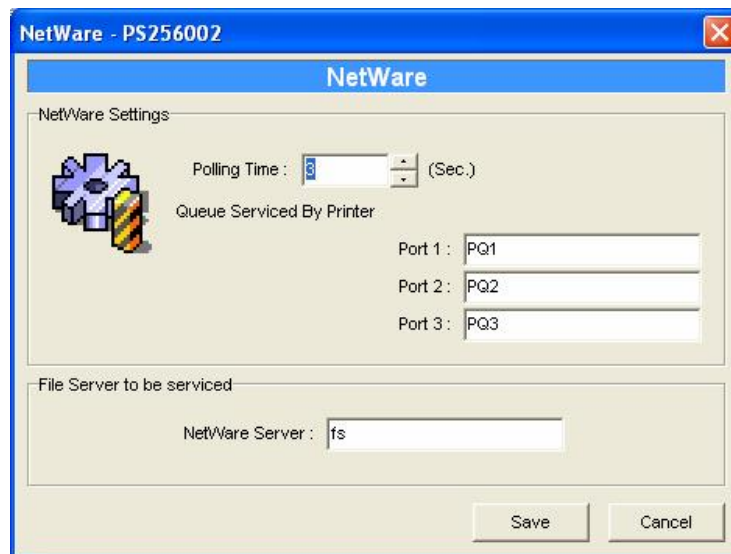 NetWare - PS256002
NetWare
NetWare Settings
Polling Time : 3 (Sec.)
Queue Serviced By Printer
Port 1 : PQ1
Port 2 : PQ2
Port 3 : PQ3
File Server to be serviced
NetWare Server : fs
Save Cancel